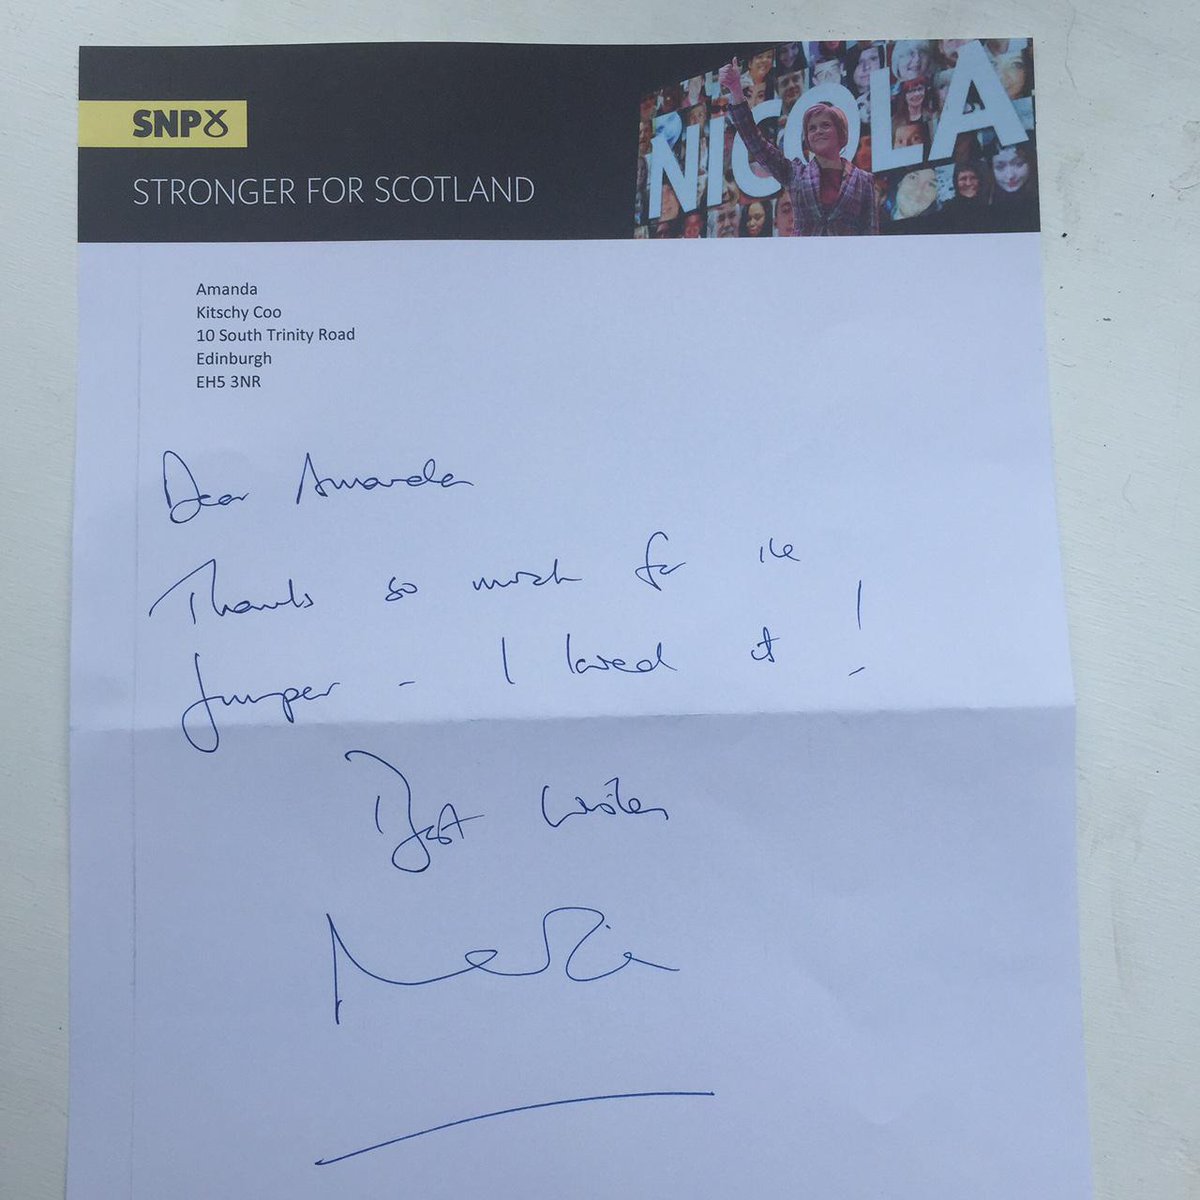 SNP
STRONGER FOR SCOTLAND
NICOLA
Amanda
Kitschy Coo
10 South Trinity Road
Edinburgh
EH5 3NR
Dear Amanda
Thanks so much for the
jumper - I loved it!
Best wishes